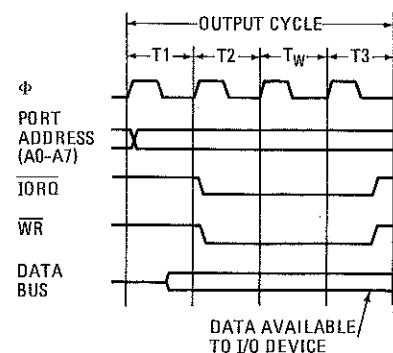 OUTPUT CYCLE
T1 T2 TW T3
Φ
PORT
ADDRESS
(A0-A7)
IORQ
WR
DATA
BUS
DATA AVAILABLE
TO I/O DEVICE